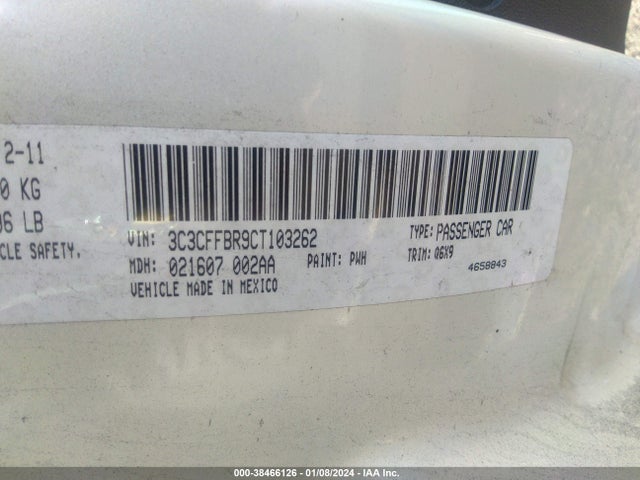 2-11
0 KG
06 LB
CLE SAFETY,
VIN: 3C3CFFBR9CT103262
TYPE: PASSENGER CAR
MDH: 021607 002AA
PAINT: PWH
TRIM: Q6X9
VEHICLE MADE IN MEXICO
4658843
000-38466126 - 01/08/2024 - IAA Inc.